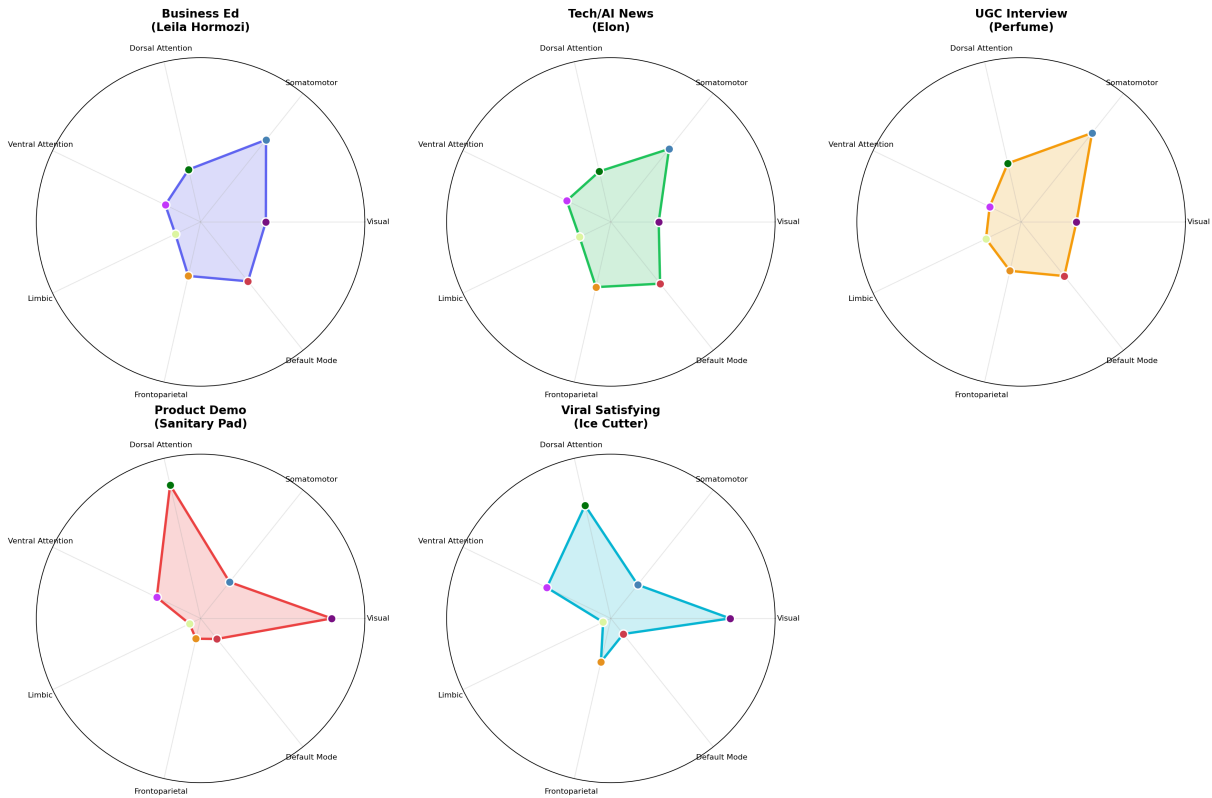 Business Ed
(Leila Hormozi)
Dorsal Attention
Somatomotor
Ventral Attention
Visual
Limbic
Default Mode
Frontoparietal
Tech/AI News
(Elon)
Dorsal Attention
Somatomotor
Ventral Attention
Visual
Limbic
Default Mode
Frontoparietal
UGC Interview
(Perfume)
Dorsal Attention
Somatomotor
Ventral Attention
Visual
Limbic
Default Mode
Frontoparietal
Product Demo
(Sanitary Pad)
Dorsal Attention
Somatomotor
Ventral Attention
Visual
Limbic
Default Mode
Frontoparietal
Viral Satisfying
(Ice Cutter)
Dorsal Attention
Somatomotor
Ventral Attention
Visual
Limbic
Default Mode
Frontoparietal